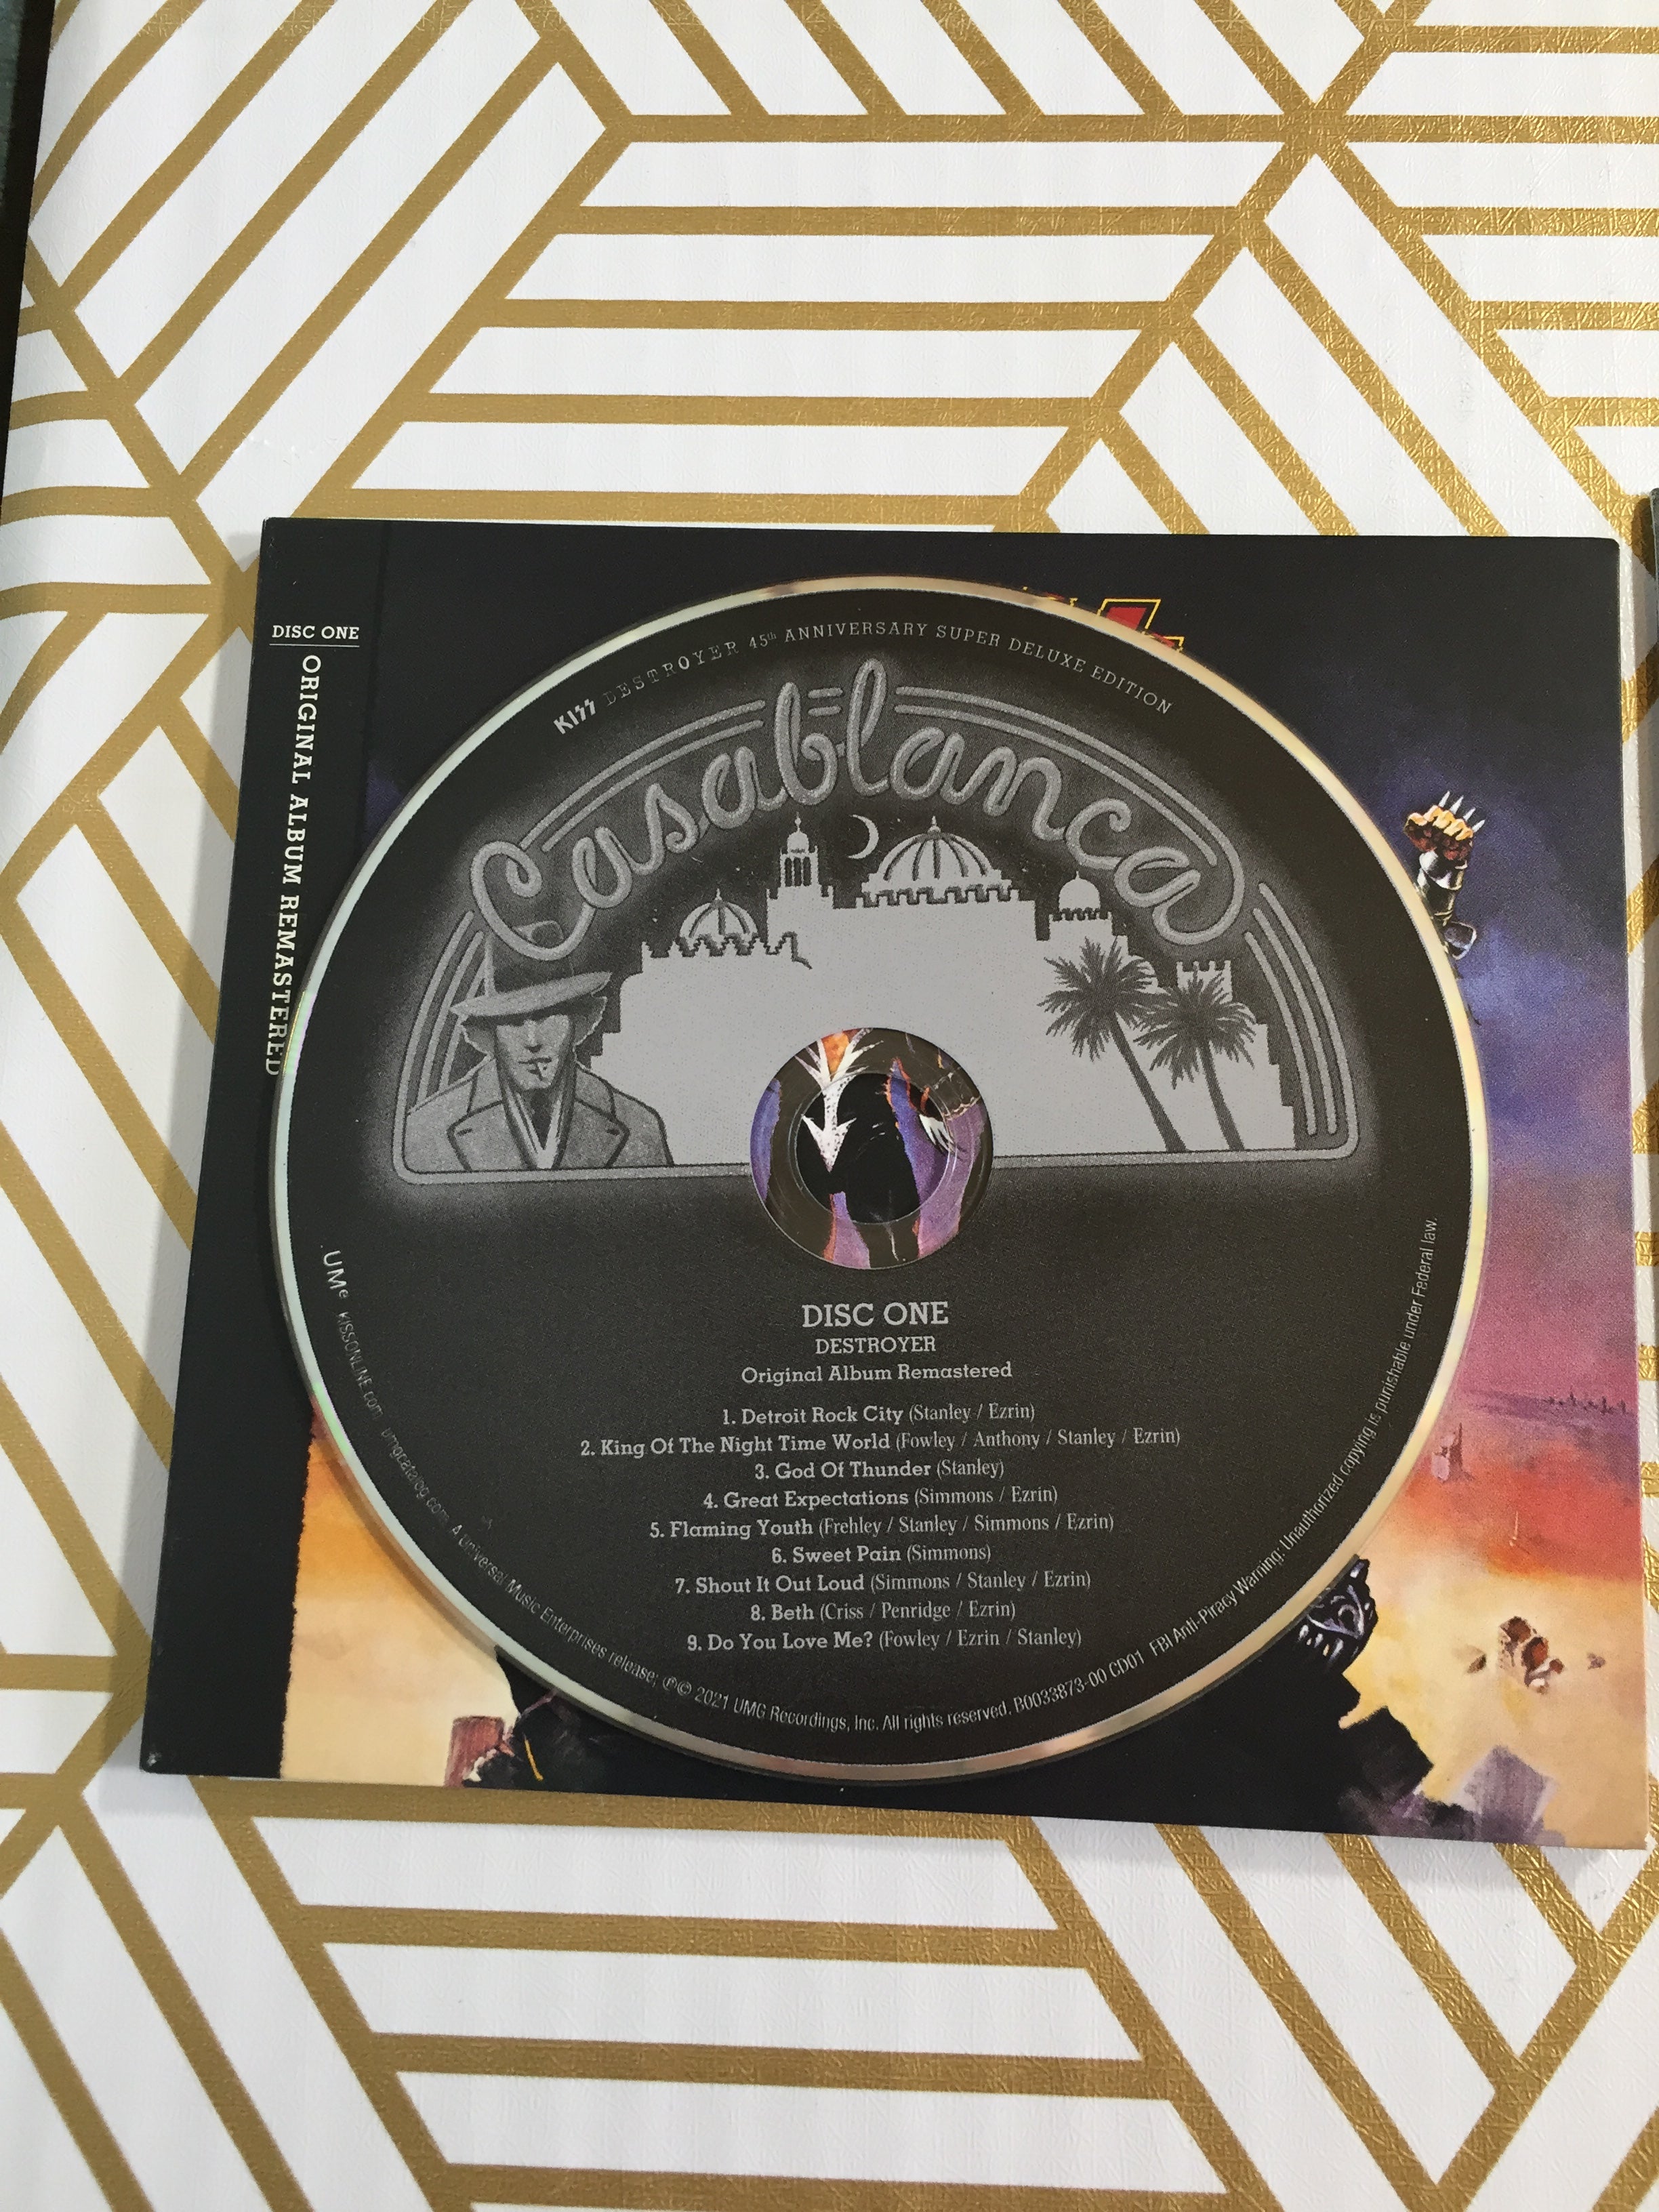 DISC ONE
ORIGINAL ALBUM REMASTERED
KISS DESTROYER 45th ANNIVERSARY SUPER DELUXE EDITION
Casablanca
DISC ONE
DESTROYER
Original Album Remastered
1. Detroit Rock City (Stanley / Ezrin)
2. King Of The Night Time World (Fowley / Anthony / Stanley / Ezrin)
3. God Of Thunder (Stanley)
4. Great Expectations (Simmons / Ezrin)
5. Flaming Youth (Frehley / Stanley / Simmons / Ezrin)
6. Sweet Pain (Simmons)
7. Shout It Out Loud (Simmons / Stanley / Ezrin)
8. Beth (Criss / Penridge / Ezrin)
9. Do You Love Me? (Fowley / Ezrin / Stanley)
UMe KISSONLINE.com umgcatalog.com A Universal Music Enterprises release; ℗© 2021 UMG Recordings, Inc. All rights reserved. B0033873-00 CD01 FBI Anti-Piracy Warning: Unauthorized copying is punishable under Federal law.